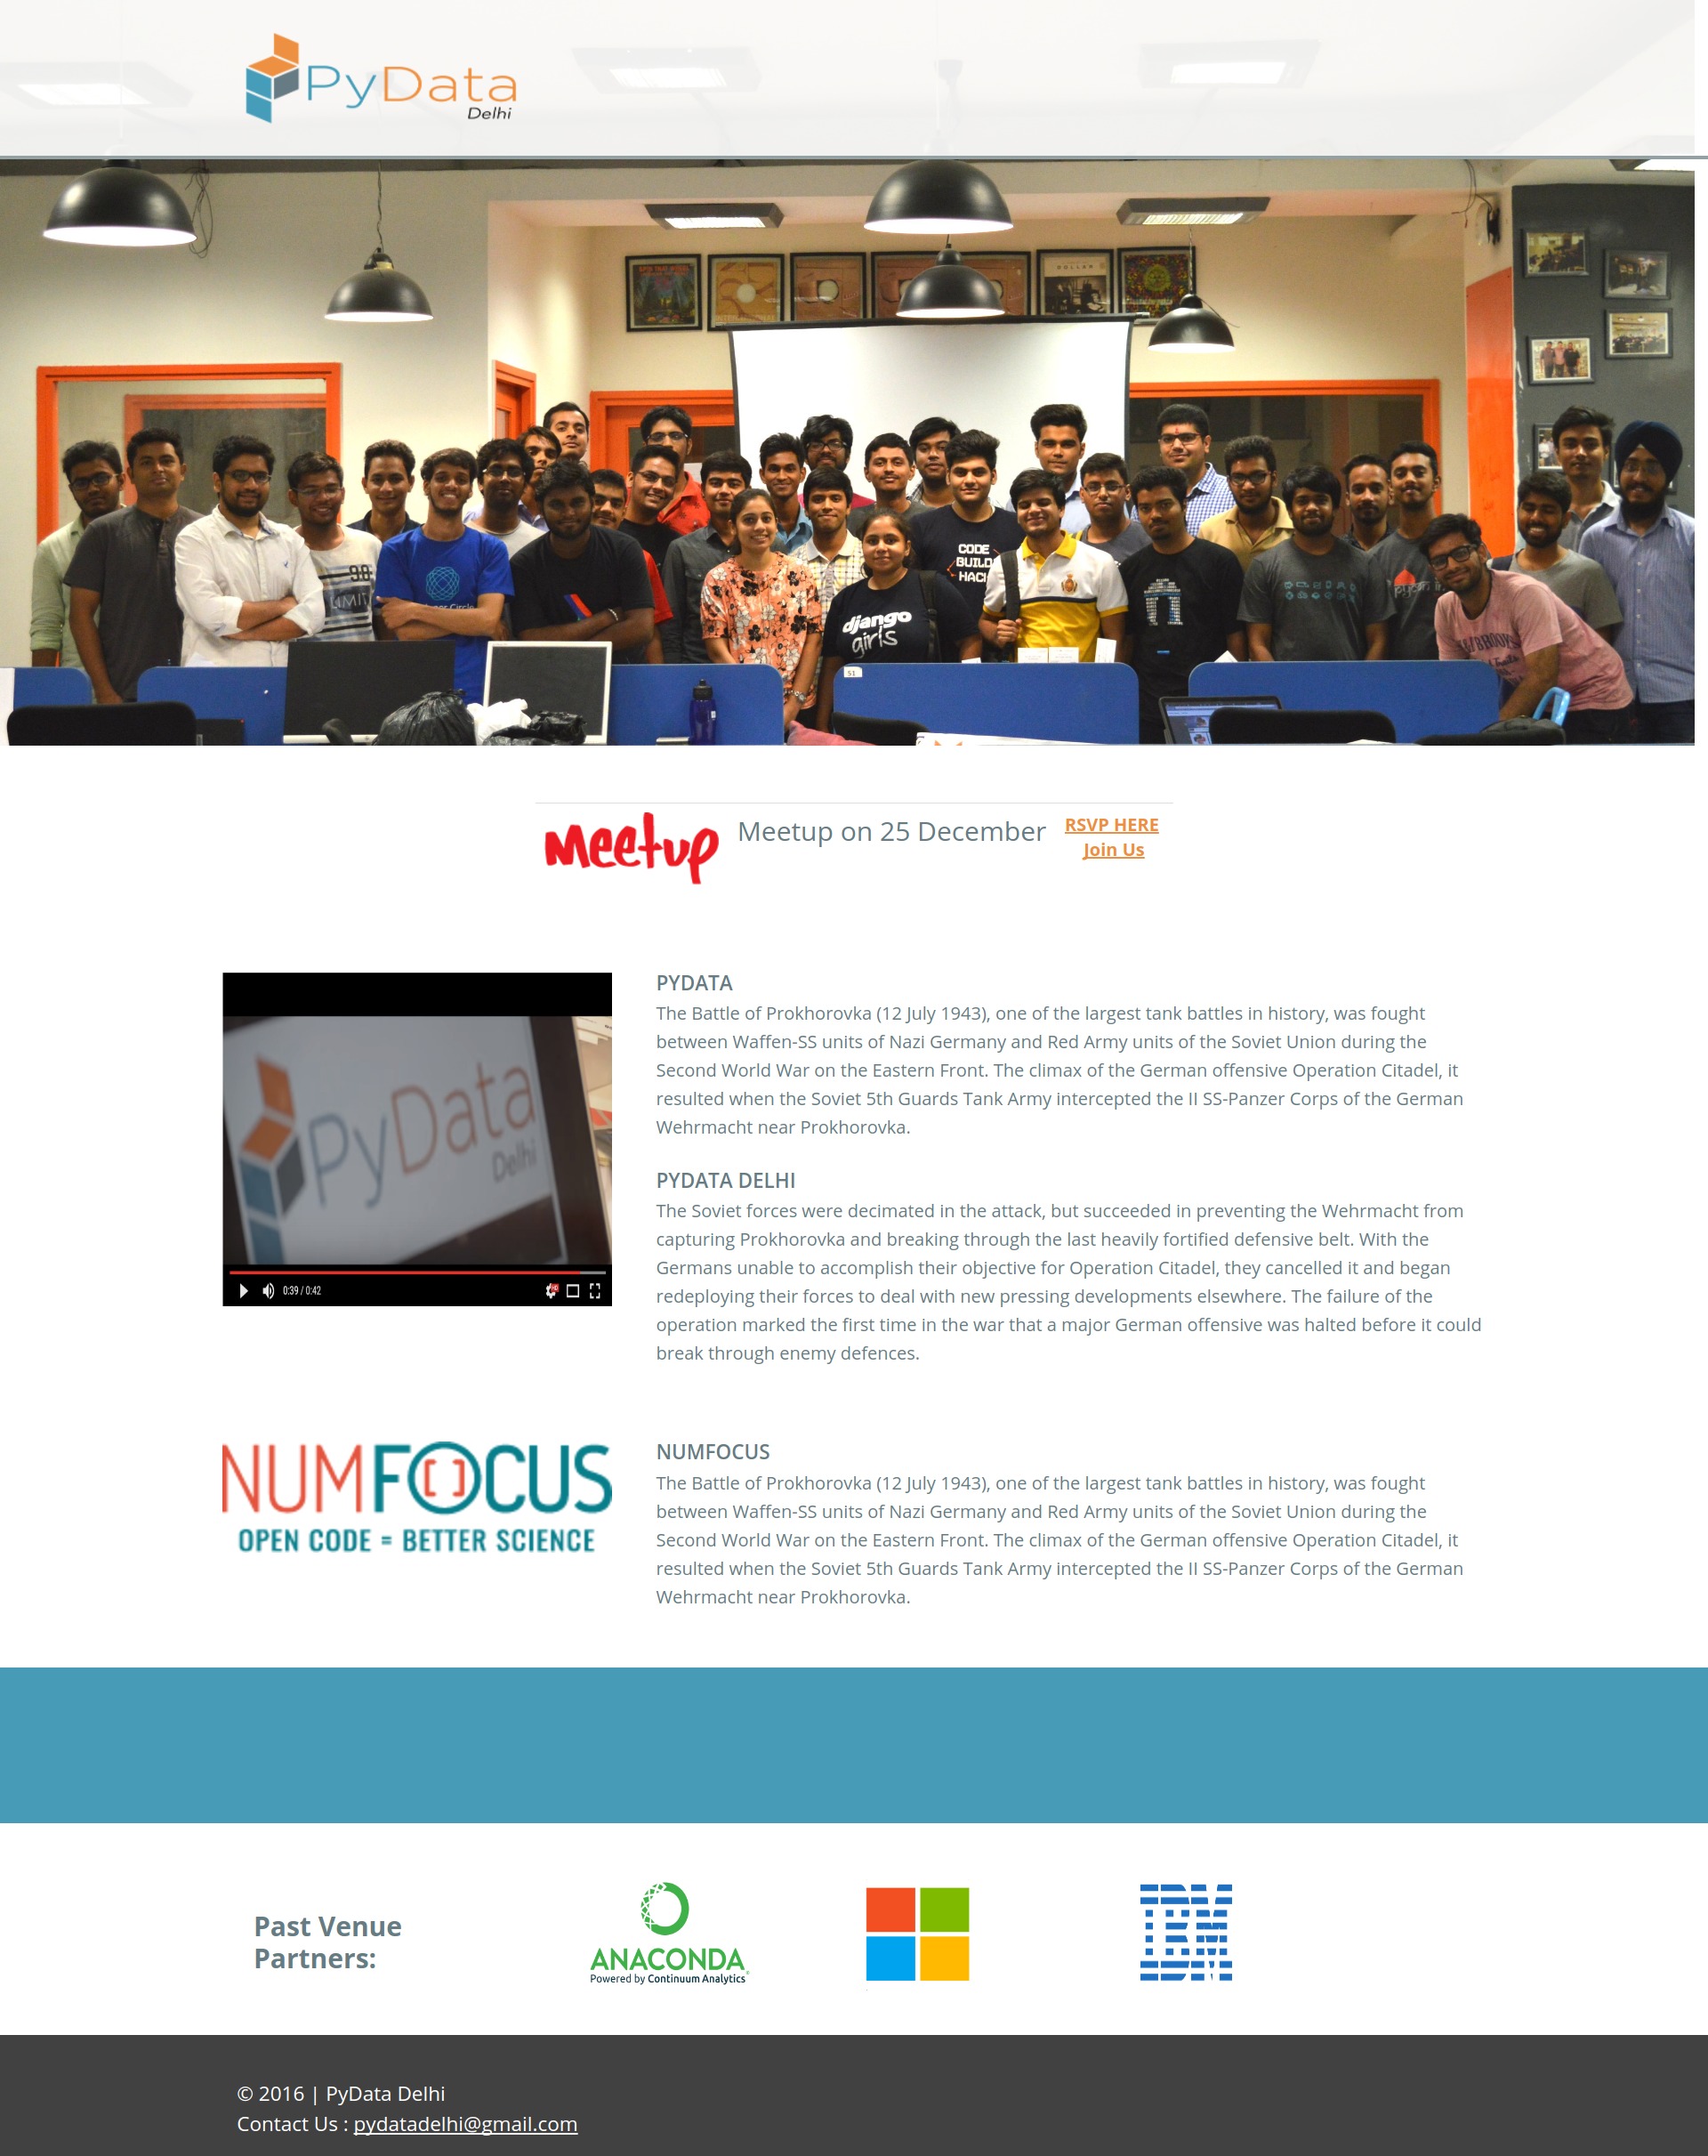 PyData
Delhi
CODE
BUILD
HACK
django
girls
51
Meetup
Meetup on 25 December
RSVP HERE
Join Us
PyData
Delhi
0:39 / 0:42
PYDATA
The Battle of Prokhorovka (12 July 1943), one of the largest tank battles in history, was fought
between Waffen-SS units of Nazi Germany and Red Army units of the Soviet Union during the
Second World War on the Eastern Front. The climax of the German offensive Operation Citadel, it
resulted when the Soviet 5th Guards Tank Army intercepted the II SS-Panzer Corps of the German
Wehrmacht near Prokhorovka.
PYDATA DELHI
The Soviet forces were decimated in the attack, but succeeded in preventing the Wehrmacht from
capturing Prokhorovka and breaking through the last heavily fortified defensive belt. With the
Germans unable to accomplish their objective for Operation Citadel, they cancelled it and began
redeploying their forces to deal with new pressing developments elsewhere. The failure of the
operation marked the first time in the war that a major German offensive was halted before it could
break through enemy defences.
NUMFOCUS
OPEN CODE = BETTER SCIENCE
NUMFOCUS
The Battle of Prokhorovka (12 July 1943), one of the largest tank battles in history, was fought
between Waffen-SS units of Nazi Germany and Red Army units of the Soviet Union during the
Second World War on the Eastern Front. The climax of the German offensive Operation Citadel, it
resulted when the Soviet 5th Guards Tank Army intercepted the II SS-Panzer Corps of the German
Wehrmacht near Prokhorovka.
Past Venue
Partners:
ANACONDA
Powered by Continuum Analytics
IBM
© 2016 | PyData Delhi
Contact Us : pydatadelhi@gmail.com